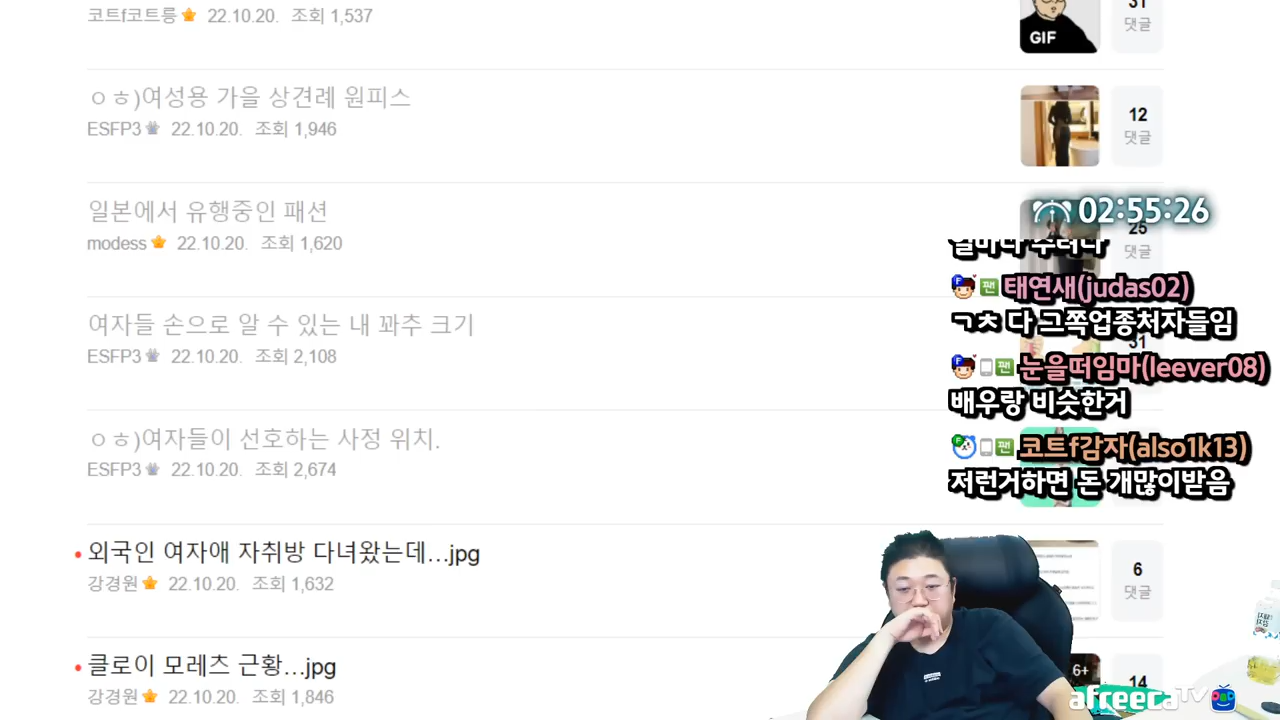 코트f코트릉 22.10.20. 조회 1,537
31
댓글
GIF
ㅇㅎ)여성용 가을 상견례 원피스
ESFP3 22.10.20. 조회 1,946
12
댓글
일본에서 유행중인 패션
modess 22.10.20. 조회 1,620
25
댓글
여자들 손으로 알 수 있는 내 꽈추 크기
ESFP3 22.10.20. 조회 2,108
31
ㅇㅎ)여자들이 선호하는 사정 위치.
ESFP3 22.10.20. 조회 2,674
외국인 여자애 자취방 다녀왔는데...jpg
강경원 22.10.20. 조회 1,632
6
댓글
클로이 모레츠 근황...jpg
강경원 22.10.20. 조회 1,846
6+
14
02:55:26
짼 태연새(judas02)
ㄱㅊ 다 그쪽업종처자들임
짼 눈을떠임마(leever08)
배우랑 비슷한거
짼 코트f감자(also1k13)
저런거하면 돈 개많이받음
afreecaTV